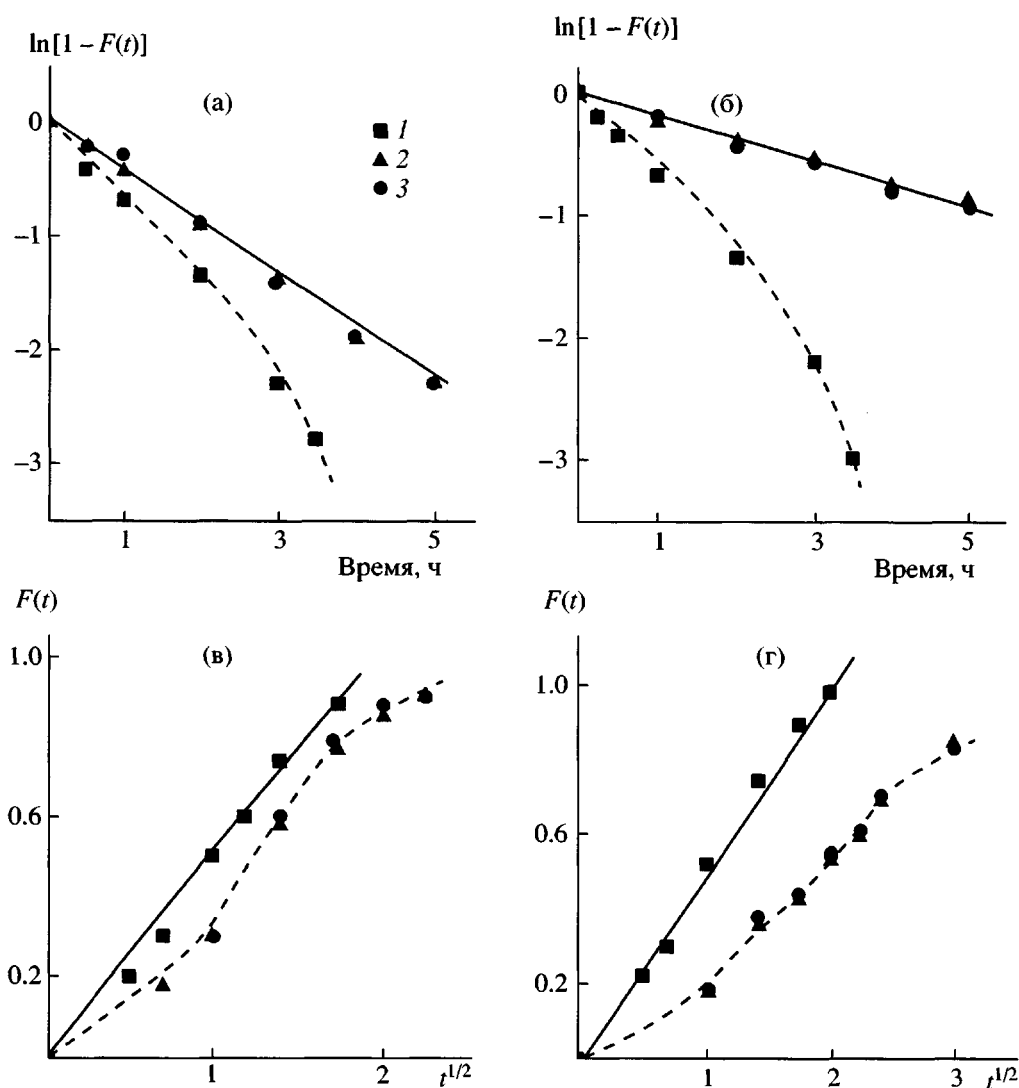 ln[1 – F(t)]
ln[1 – F(t)]
(а)
(б)
1
2
3
0
–1
–2
–3
1 3 5
Время, ч
0
–1
–2
–3
1 3 5
Время, ч
F(t)
F(t)
(в)
(г)
1.0
0.6
0.2
1 2 t^{1/2}
1.0
0.6
0.2
1 2 3 t^{1/2}